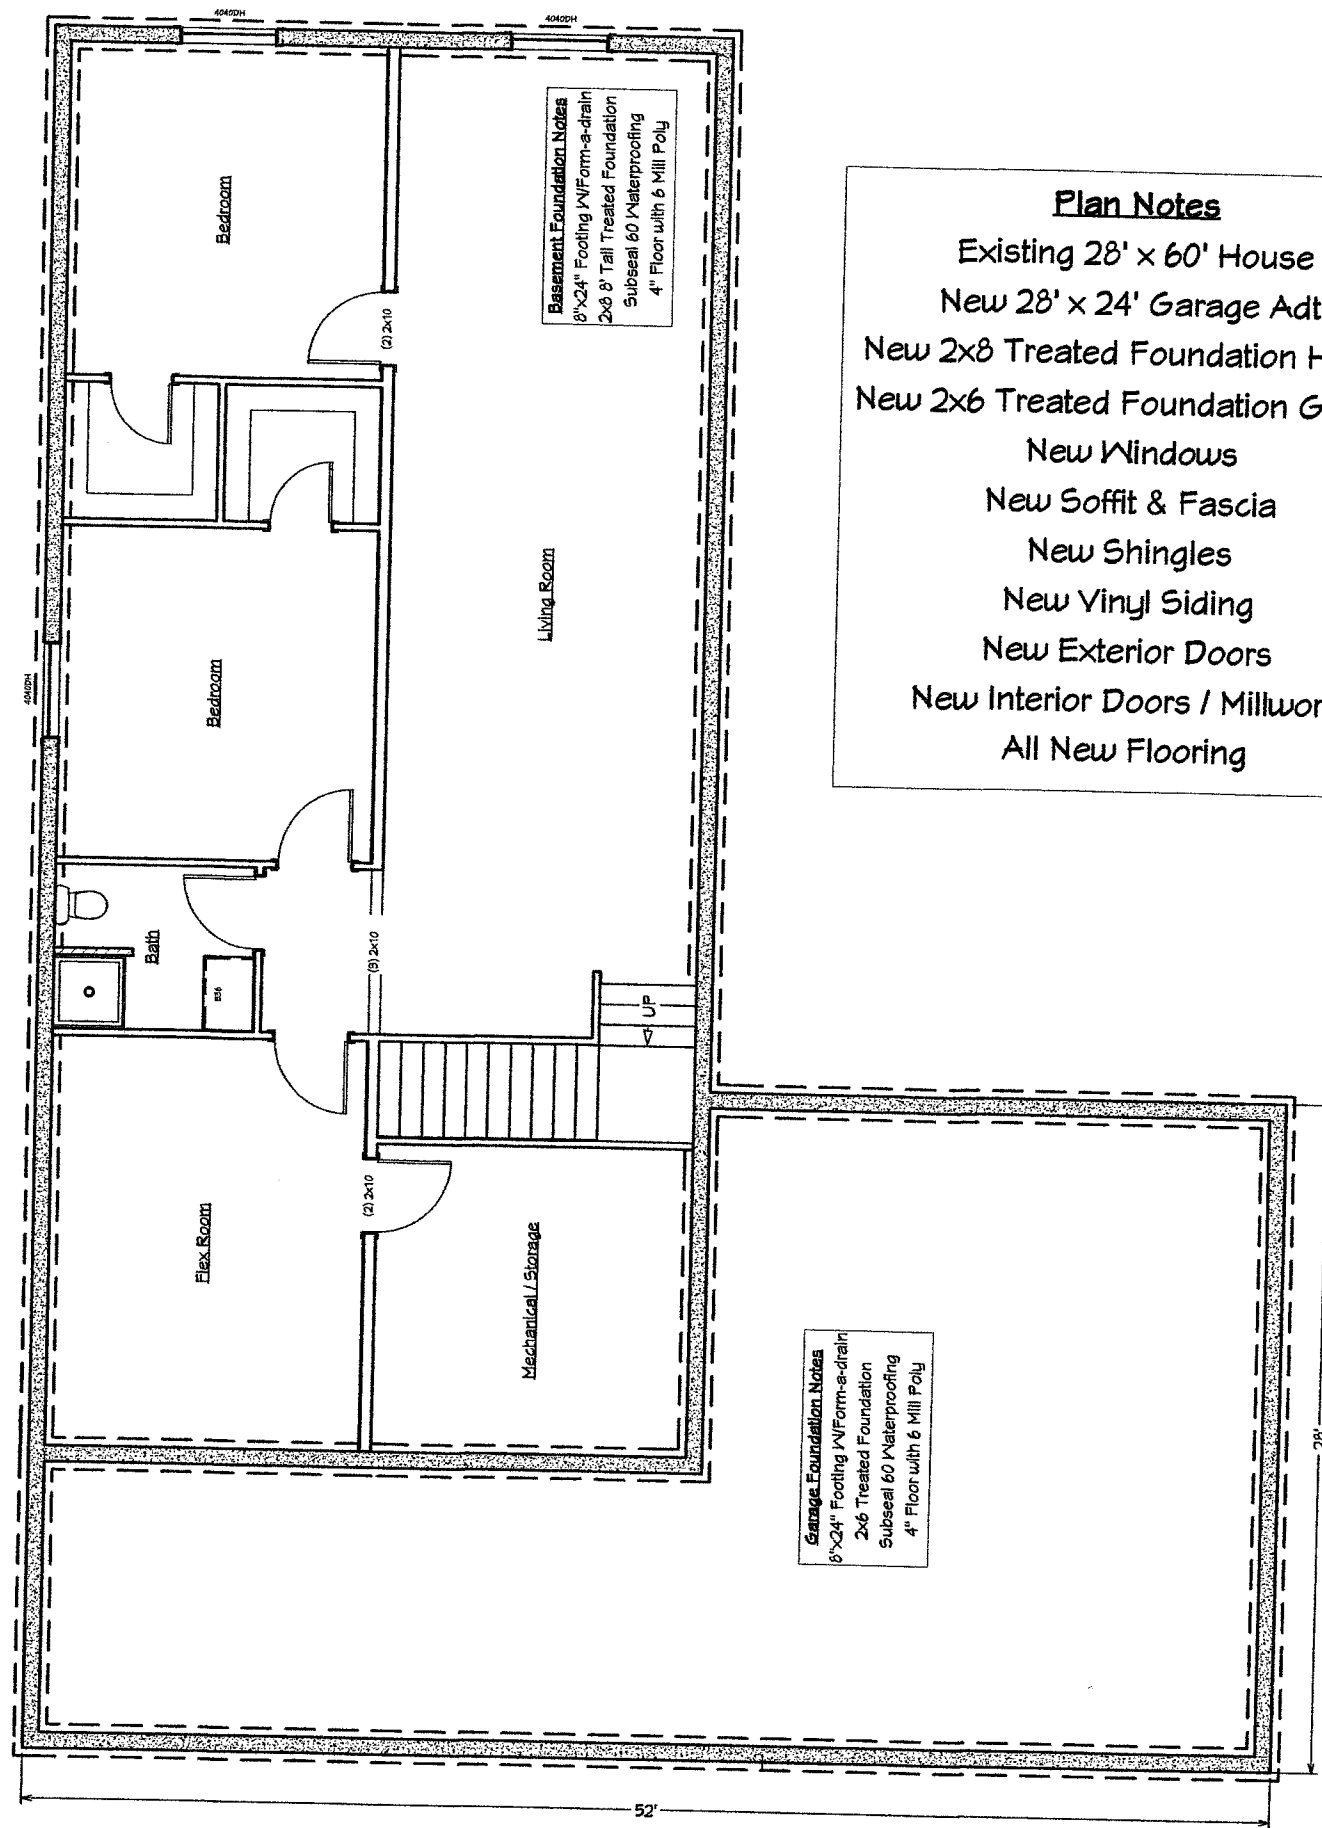 4040DH
4040DH
Bedroom
Basement Foundation Notes
8"x24" Footing W/Form-a-drain
2x8 8' Tall Treated Foundation
Subseal 60 Waterproofing
4" Floor with 6 Mill Poly
Plan Notes
Existing 28' x 60' House
New 28' x 24' Garage Adt
New 2x8 Treated Foundation H
New 2x6 Treated Foundation G
New Windows
New Soffit & Fascia
New Shingles
New Vinyl Siding
New Exterior Doors
New Interior Doors / Millwor
All New Flooring
(2) 2x10
Living Room
4040DH
Bedroom
Bath
B36
(3) 2x10
UP
Flex Room
(2) 2x10
Mechanical / Storage
Garage Foundation Notes
8"x24" Footing W/Form-a-drain
2x6 Treated Foundation
Subseal 60 Waterproofing
4" Floor with 6 Mill Poly
28'
52'